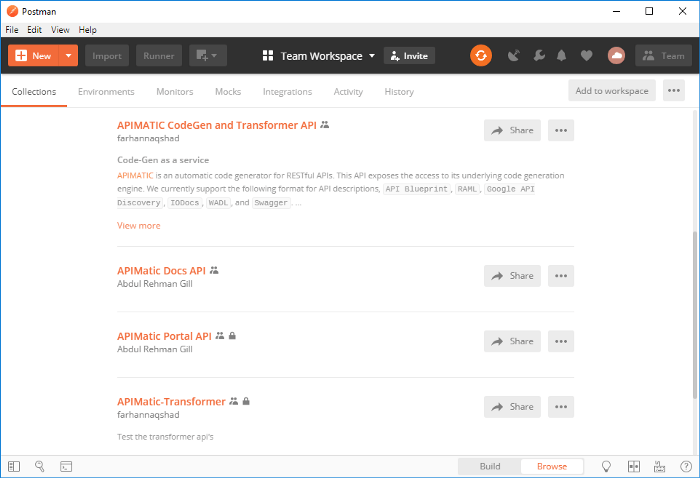 Postman
File Edit View Help
New Import Runner Team Workspace Invite Team
Collections Environments Monitors Mocks Integrations Activity History Add to workspace
APIMATIC CodeGen and Transformer API Share
farhannaqshad
Code-Gen as a service
APIMATIC is an automatic code generator for RESTful APIs. This API exposes the access to its underlying code generation
engine. We currently support the following format for API descriptions, API Blueprint, RAML, Google API
Discovery, IODocs, WADL, and Swagger. ...
View more
APIMatic Docs API Share
Abdul Rehman Gill
APIMatic Portal API Share
Abdul Rehman Gill
APIMatic-Transformer Share
farhannaqshad
Test the transformer api's
Build Browse